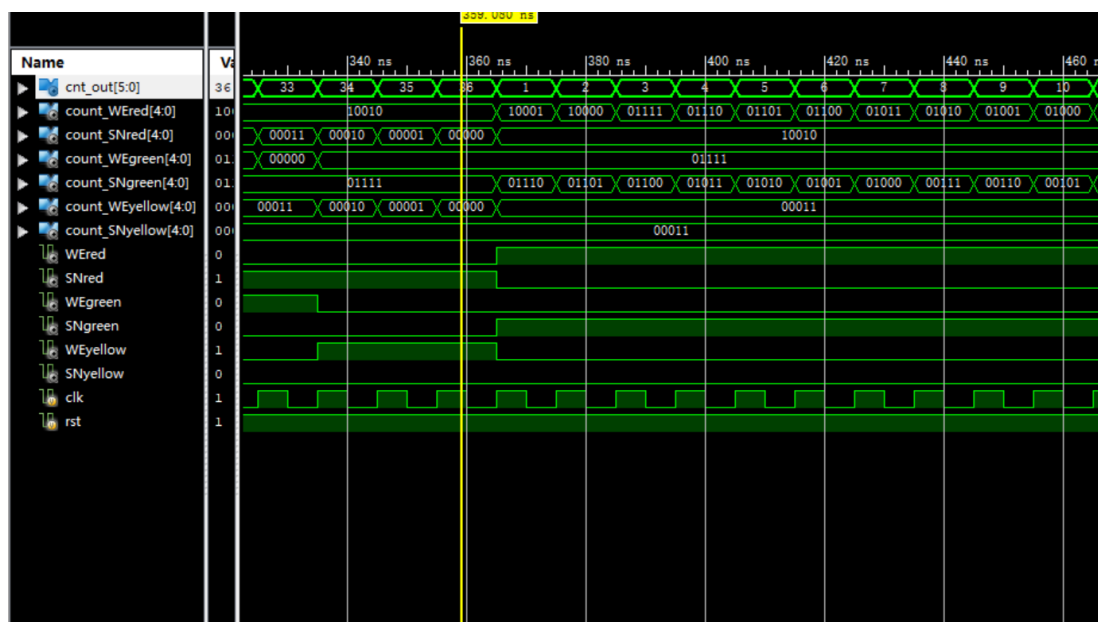 359.080 ns
Name Va
340 ns 360 ns 380 ns 400 ns 420 ns 440 ns 460 n
cnt_out[5:0] 36 33 34 35 36 1 2 3 4 5 6 7 8 9 10
count_WEred[4:0] 10 10010 10001 10000 01111 01110 01101 01100 01011 01010 01001 01000
count_SNred[4:0] 00 00011 00010 00001 00000 10010
count_WEgreen[4:0] 01 00000 01111
count_SNgreen[4:0] 01 01111 01110 01101 01100 01011 01010 01001 01000 00111 00110 00101
count_WEyellow[4:0] 00 00011 00010 00001 00000 00011
count_SNyellow[4:0] 00 00011
WEred 0
SNred 1
WEgreen 0
SNgreen 0
WEyellow 1
SNyellow 0
clk 1
rst 1